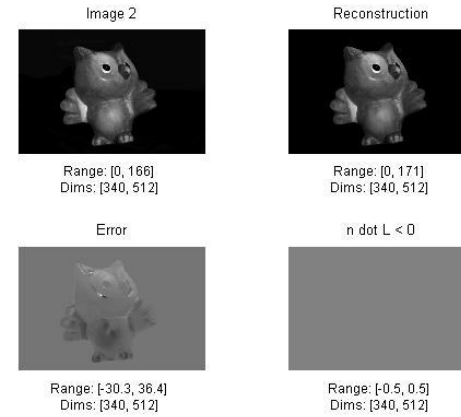 Image 2
Reconstruction
Range: [0, 166]
Dims: [340, 512]
Range: [0, 171]
Dims: [340, 512]
Error
n dot L < 0
Range: [-30.3, 36.4]
Dims: [340, 512]
Range: [-0.5, 0.5]
Dims: [340, 512]